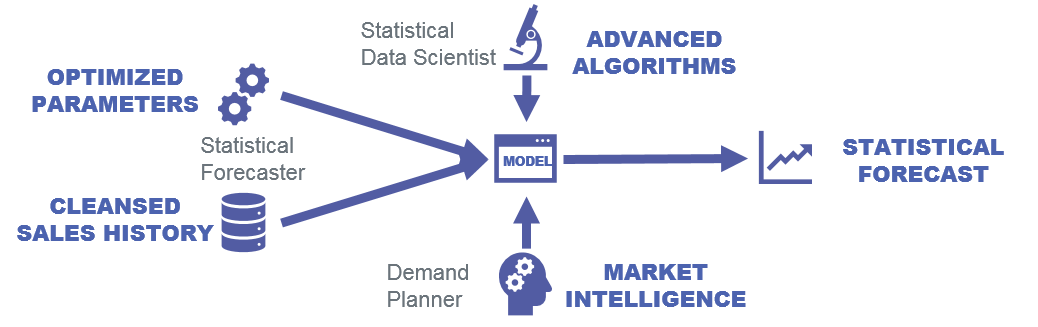 OPTIMIZED
PARAMETERS
Statistical
Forecaster
CLEANSED
SALES HISTORY
Statistical
Data Scientist
ADVANCED
ALGORITHMS
MODEL
Demand
Planner
MARKET
INTELLIGENCE
STATISTICAL
FORECAST